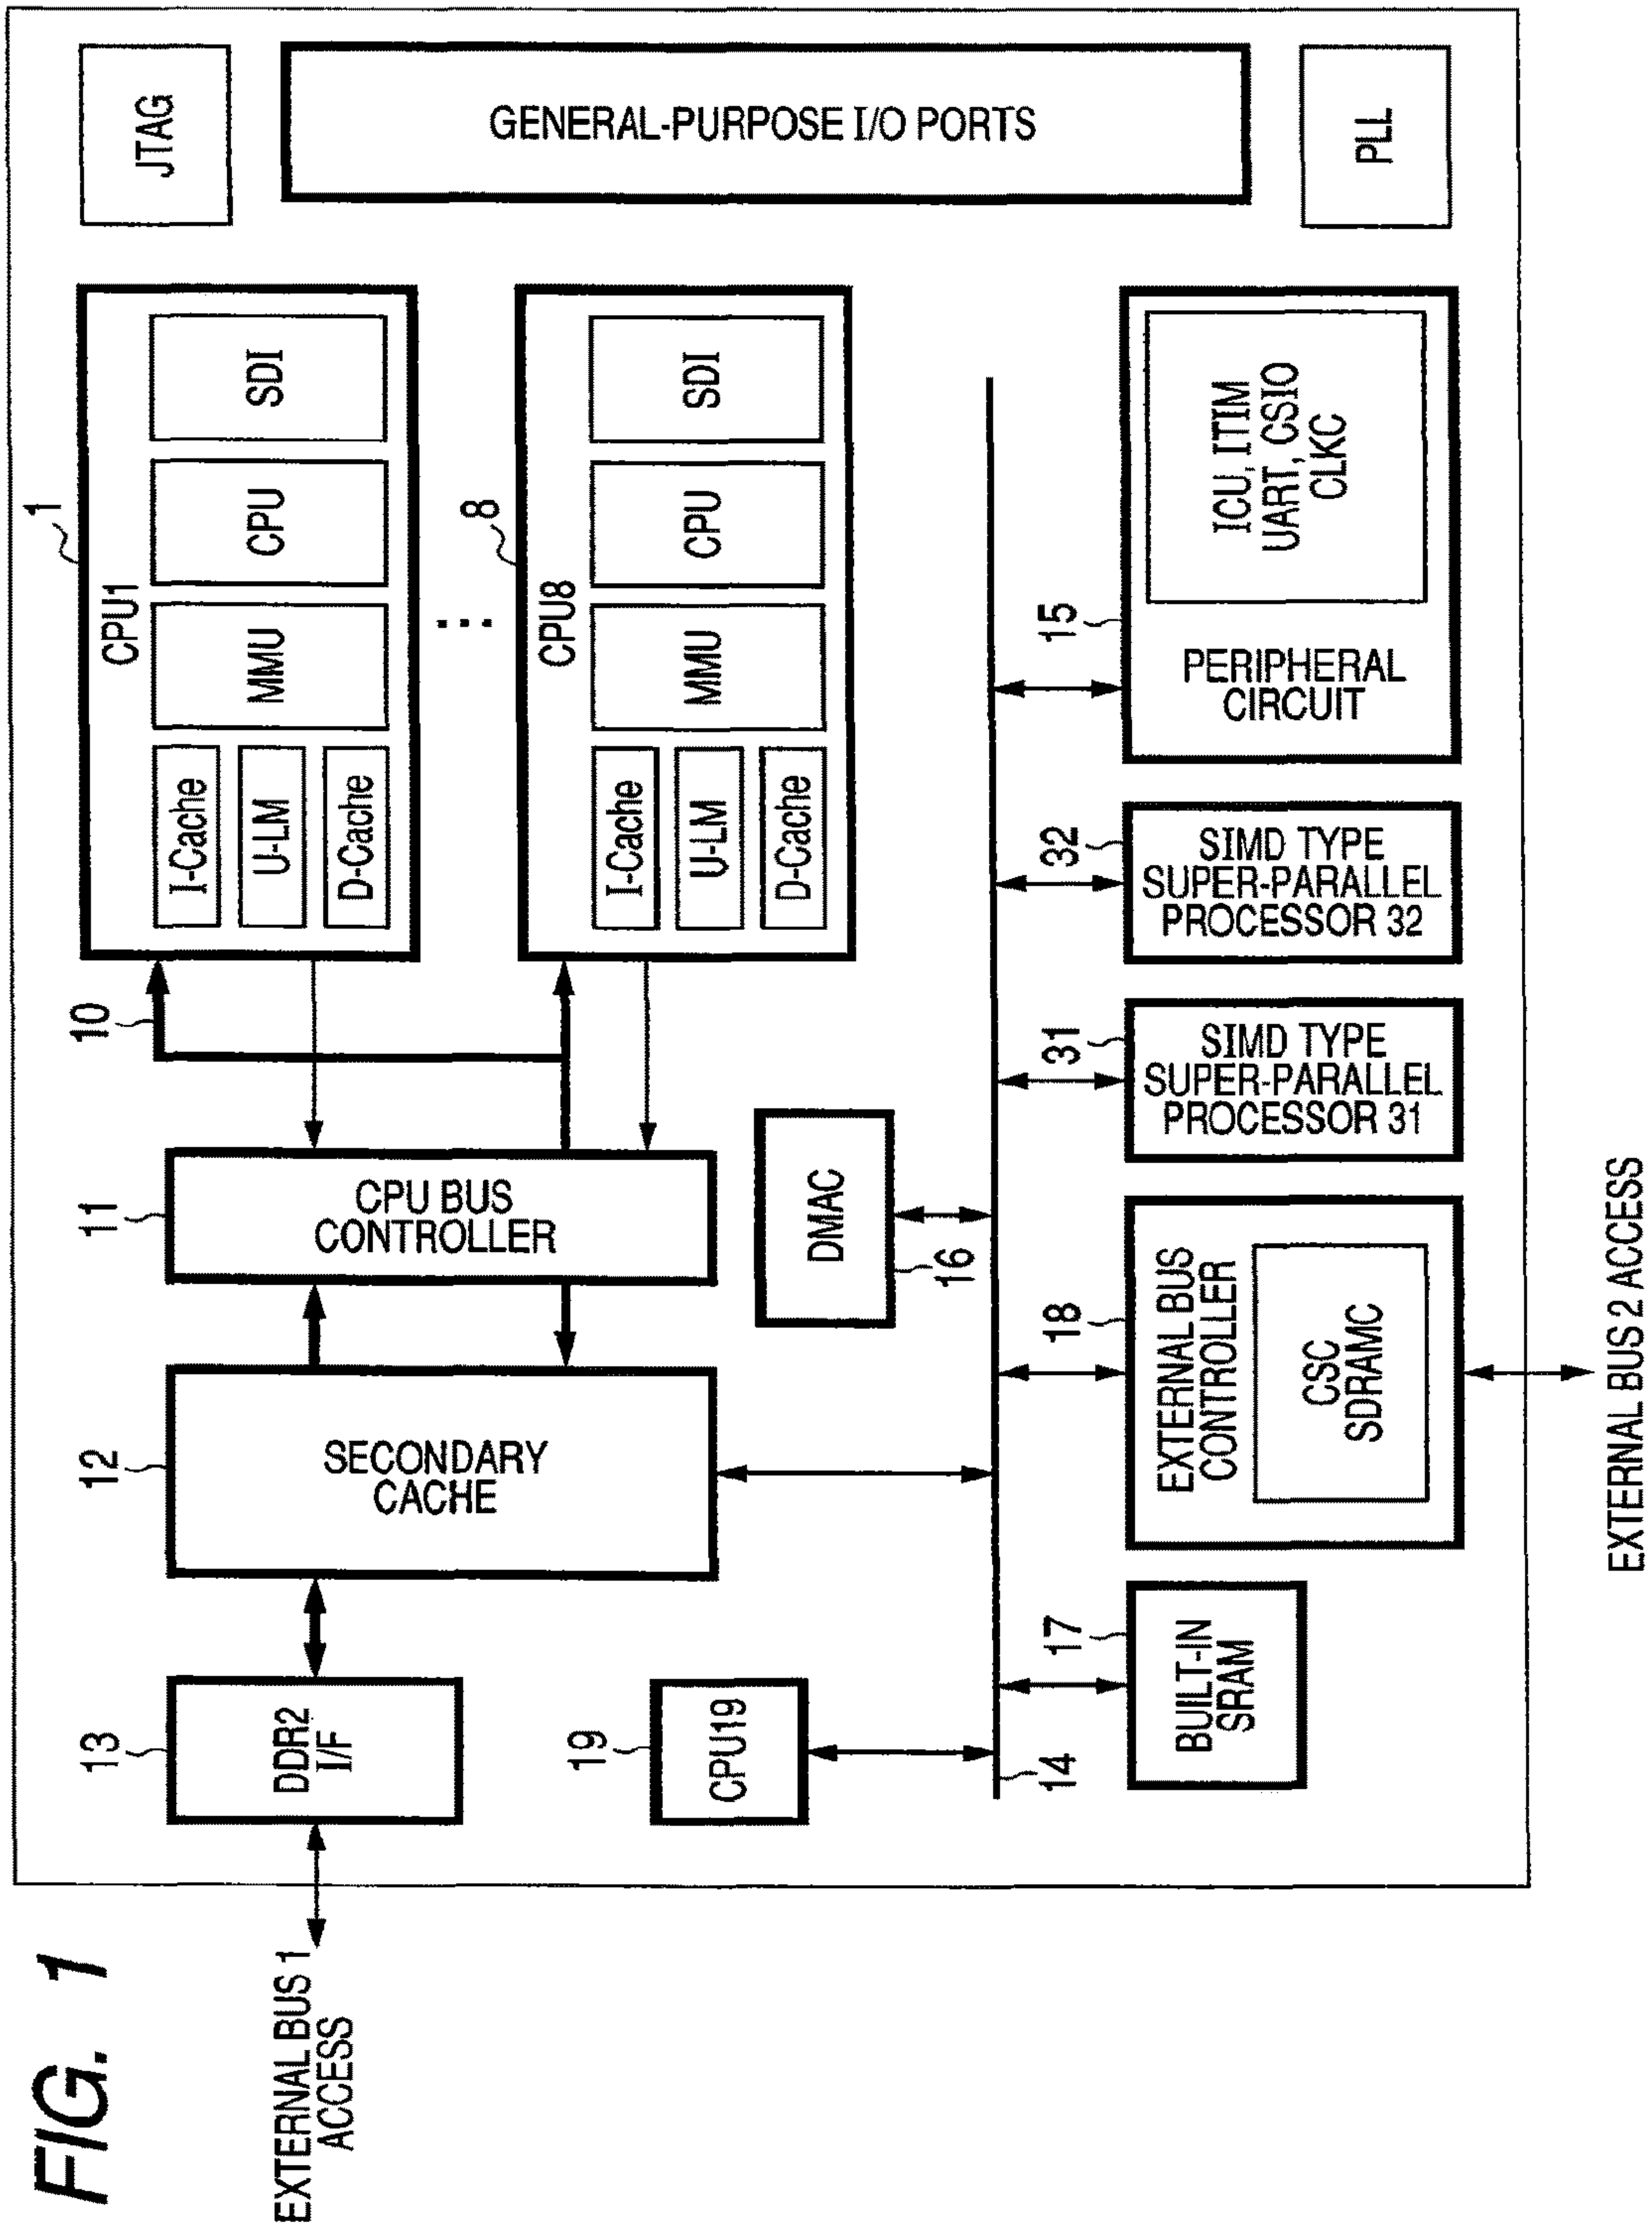 FIG. 1
1
CPU1
I-Cache
U-LM
D-Cache
MMU
CPU
SDI
JTAG
10
8
CPU8
I-Cache
U-LM
D-Cache
MMU
CPU
SDI
GENERAL-PURPOSE I/O PORTS
PLL
EXTERNAL BUS 1
ACCESS
13
DDR2
I/F
12
SECONDARY
CACHE
11
CPU BUS
CONTROLLER
19
CPU19
DMAC
16
14
17
BUILT-IN
SRAM
18
EXTERNAL BUS
CONTROLLER
CSC
SDRAMC
31
SIMD TYPE
SUPER-PARALLEL
PROCESSOR 31
32
SIMD TYPE
SUPER-PARALLEL
PROCESSOR 32
15
PERIPHERAL
CIRCUIT
ICU, ITIM
UART, CSIO
CLKC
EXTERNAL BUS 2 ACCESS